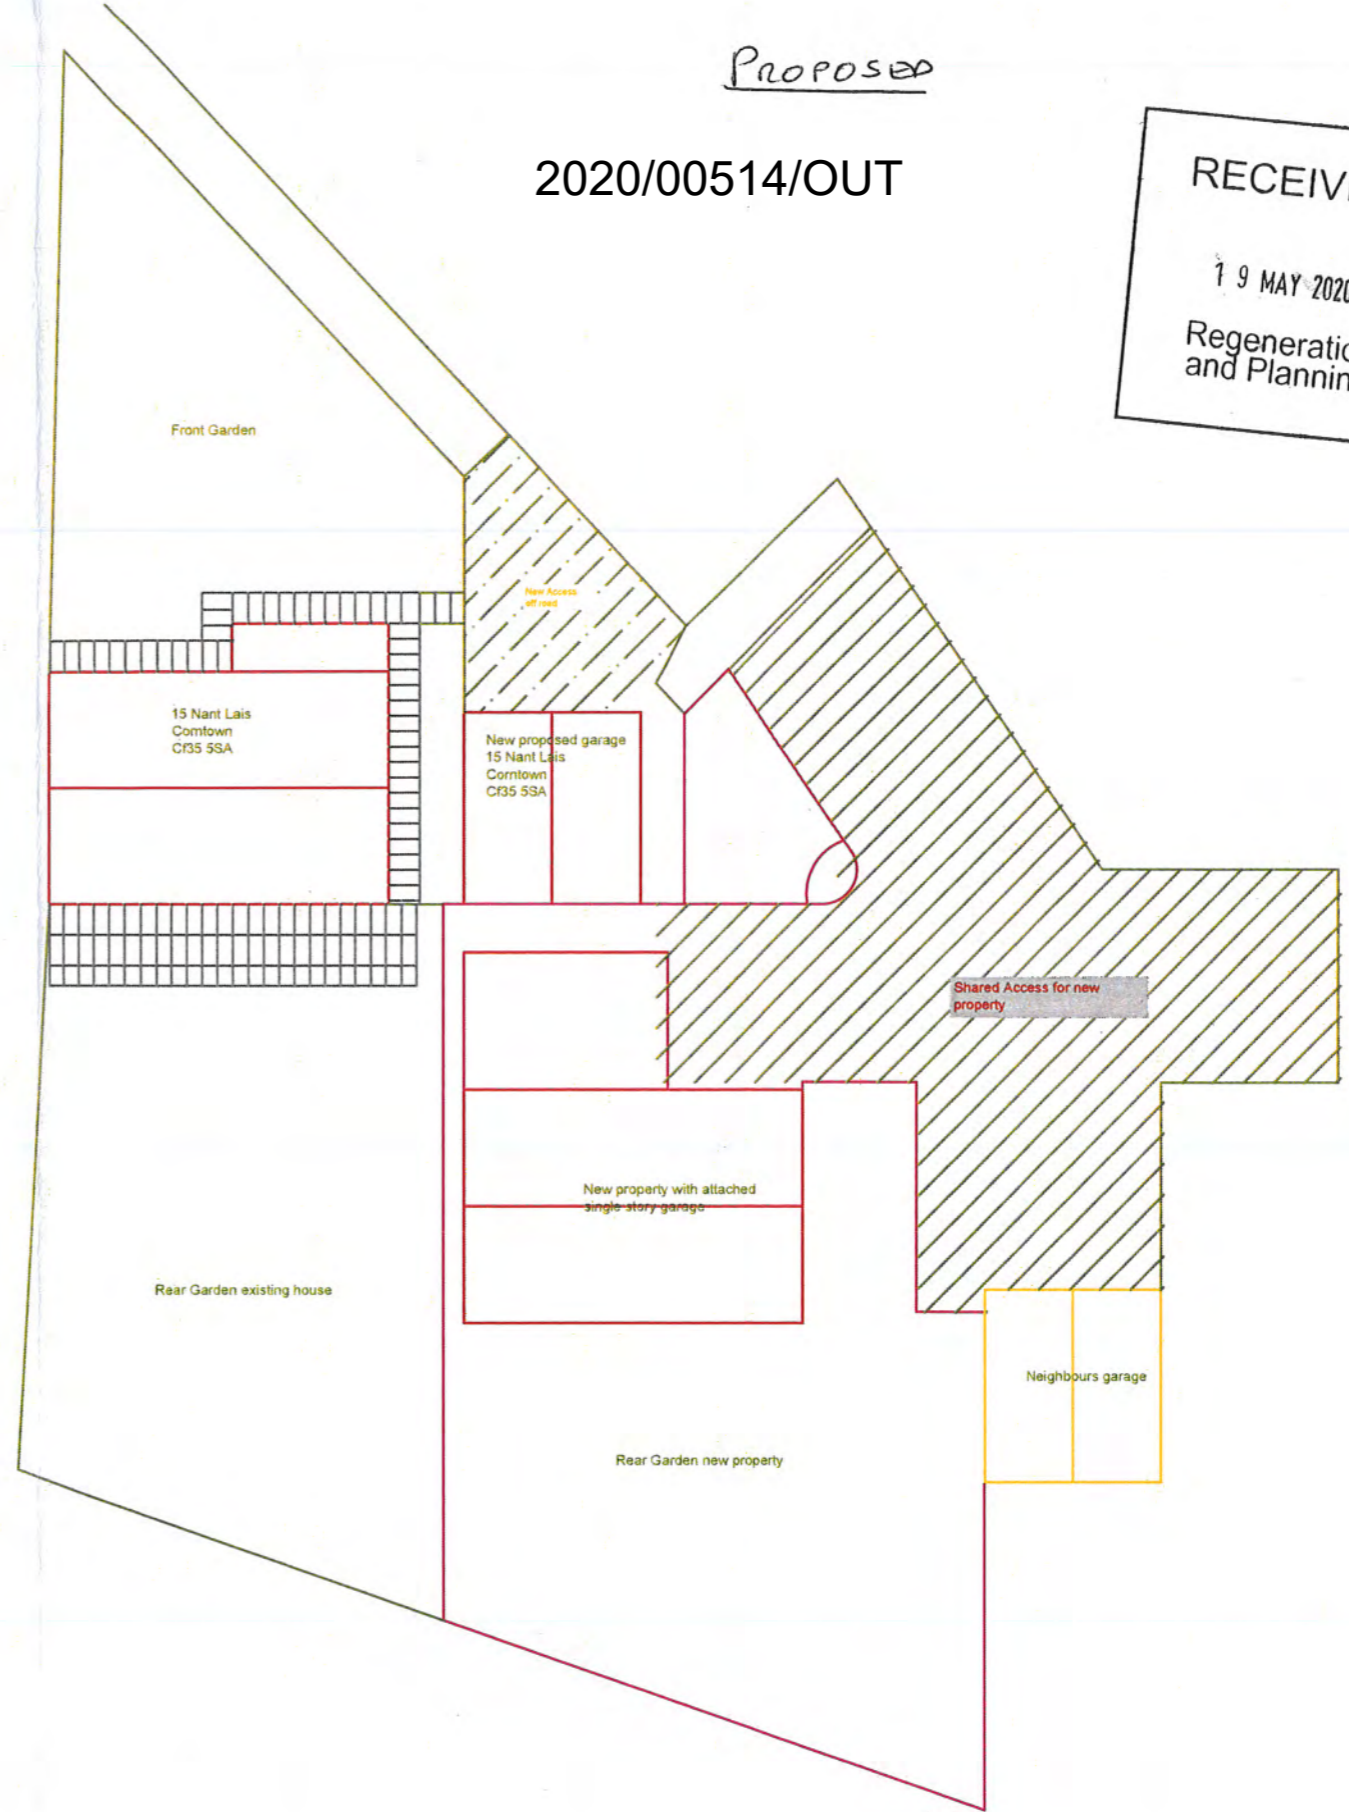 PROPOSED
2020/00514/OUT
RECEIV
19 MAY 2020
Regeneratio
and Plannin
Front Garden
New Access
off road
15 Nant Lais
Corntown
Cf35 5SA
New proposed garage
15 Nant Lais
Corntown
Cf35 5SA
Shared Access for new
property
New property with attached
single story garage
Rear Garden existing house
Neighbours garage
Rear Garden new property